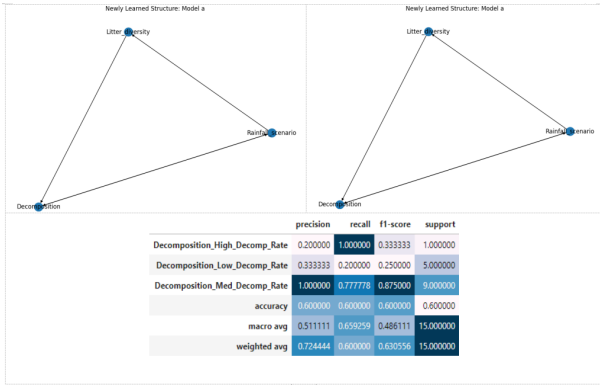 Newly Learned Structure: Model a
Newly Learned Structure: Model a
Litter_diversity
Litter_diversity
Rainfall_scenario
Rainfall_scenario
Decomposition
Decomposition
precision recall f1-score support
Decomposition_High_Decomp_Rate 0.200000 1.000000 0.333333 1.000000
Decomposition_Low_Decomp_Rate 0.333333 0.200000 0.250000 5.000000
Decomposition_Med_Decomp_Rate 1.000000 0.777778 0.875000 9.000000
accuracy 0.600000 0.600000 0.600000 0.600000
macro avg 0.511111 0.659259 0.486111 15.000000
weighted avg 0.724444 0.600000 0.630556 15.000000